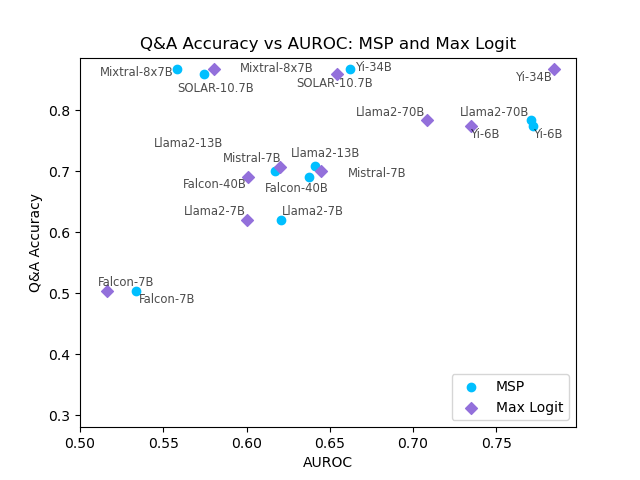 Q&A Accuracy vs AUROC: MSP and Max Logit
Mixtral-8x7B
Mixtral-8x7B
Yi-34B
Yi-34B
SOLAR-10.7B
SOLAR-10.7B
Llama2-70B
Llama2-70B
Yi-6B
Yi-6B
Llama2-13B
Llama2-13B
Mistral-7B
Mistral-7B
Falcon-40B
Falcon-40B
Llama2-7B
Llama2-7B
Falcon-7B
Falcon-7B
0.8
0.7
0.6
0.5
0.4
0.3
Q&A Accuracy
MSP
Max Logit
0.50
0.55
0.60
0.65
0.70
0.75
AUROC